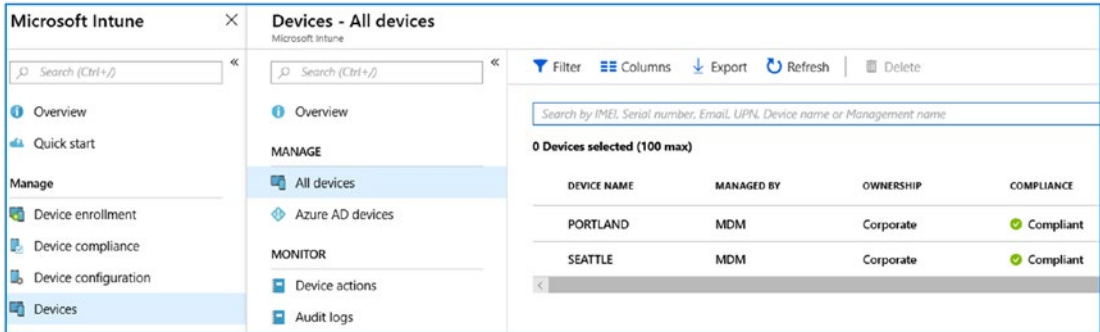 Microsoft Intune
Search (Ctrl+/)
Overview
Quick start
Manage
Device enrollment
Device compliance
Device configuration
Devices
Devices - All devices
Microsoft Intune
Search (Ctrl+/)
Overview
MANAGE
All devices
Azure AD devices
MONITOR
Device actions
Audit logs
Filter Columns Export Refresh Delete
Search by IMEI, Serial number, Email, UPN, Device name or Management name
0 Devices selected (100 max)
DEVICE NAME MANAGED BY OWNERSHIP COMPLIANCE
PORTLAND MDM Corporate Compliant
SEATTLE MDM Corporate Compliant